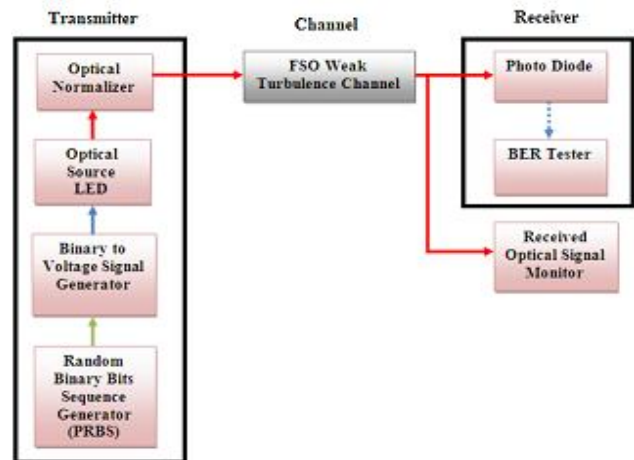 Transmitter
Channel
Receiver
Optical
Normalizer
FSO Weak
Turbulence Channel
Photo Diode
Optical
Source
LED
BER Tester
Binary to
Voltage Signal
Generator
Received
Optical Signal
Monitor
Random
Binary Bits
Sequence
Generator
(PRBS)